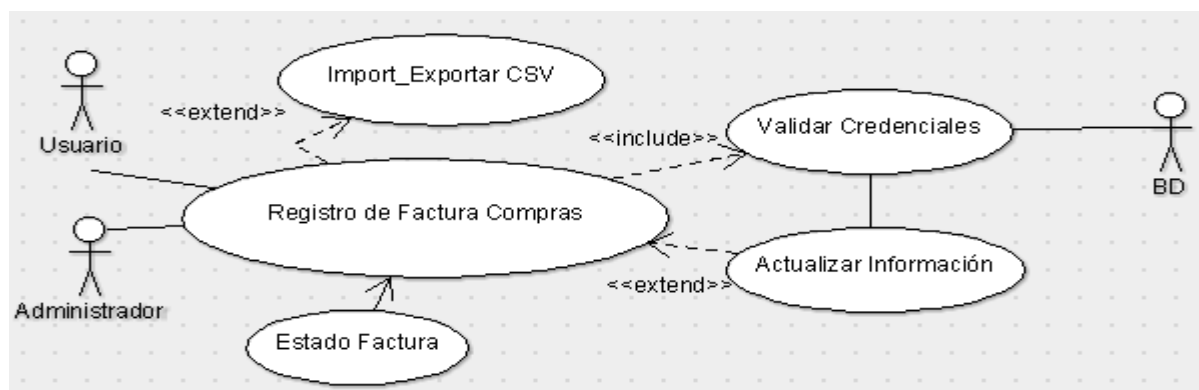 Import_Exportar CSV
<<extend>>
Usuario
<<include>>
Validar Credenciales
BD
Registro de Factura Compras
Actualizar Información
<<extend>>
Administrador
Estado Factura